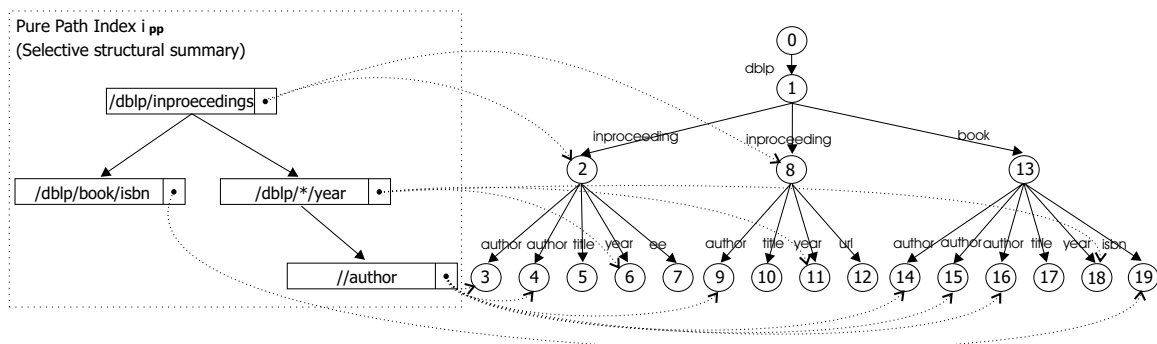 Pure Path Index i pp
(Selective structural summary)
0
dblp
1
/dblp/inproecedings
inproceeding inproceeding book
2 8 13
/dblp/book/isbn /dblp/*/year
author author title year ee author title year url author author author title year isbn
//author
3 4 5 6 7 9 10 11 12 14 15 16 17 18 19